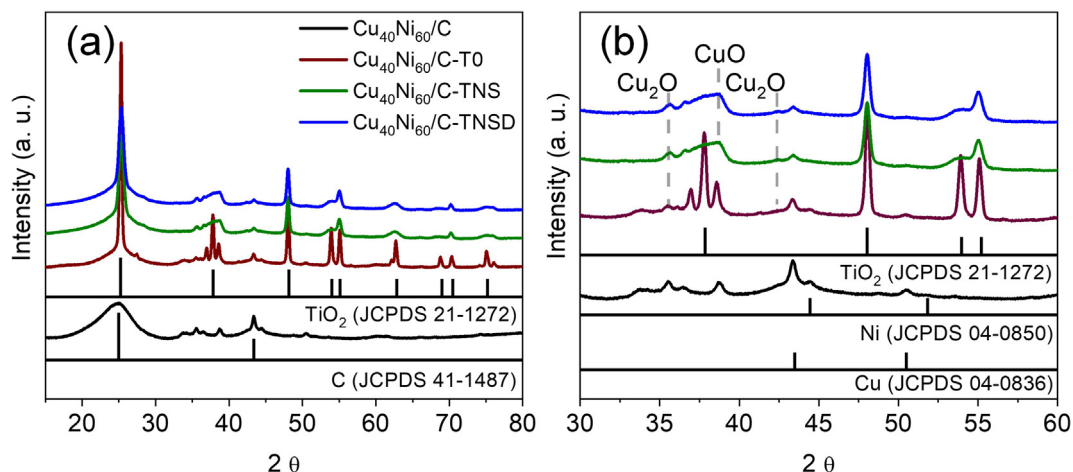 (a)
Cu40Ni60/C
Cu40Ni60/C-T0
Cu40Ni60/C-TNS
Cu40Ni60/C-TNSD
Intensity (a. u.)
TiO2 (JCPDS 21-1272)
C (JCPDS 41-1487)
20 30 40 50 60 70 80
2 θ
(b)
CuO
Cu2O
Cu2O
Intensity (a. u.)
TiO2 (JCPDS 21-1272)
Ni (JCPDS 04-0850)
Cu (JCPDS 04-0836)
30 35 40 45 50 55 60
2 θ